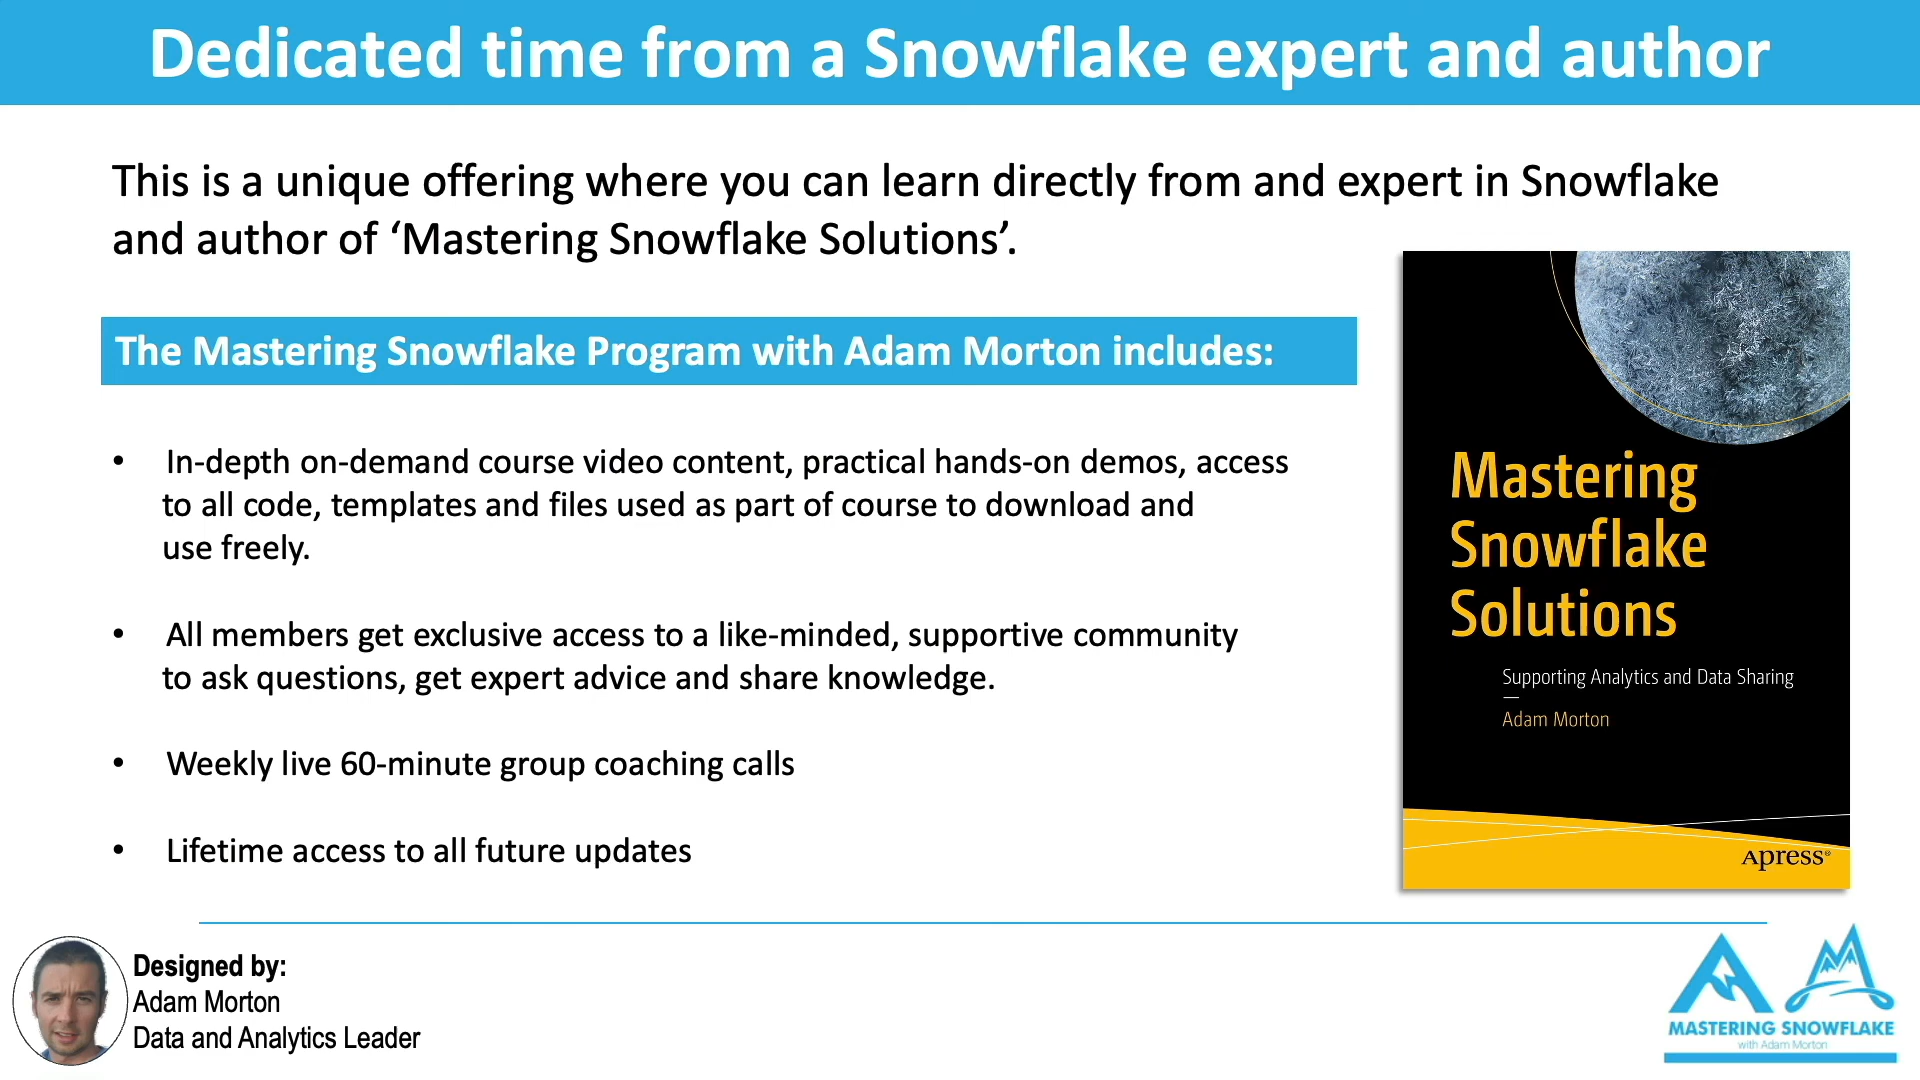 Dedicated time from a Snowflake expert and author
This is a unique offering where you can learn directly from and expert in Snowflake
and author of ‘Mastering Snowflake Solutions’.
The Mastering Snowflake Program with Adam Morton includes:
• In-depth on-demand course video content, practical hands-on demos, access
to all code, templates and files used as part of course to download and
use freely.
• All members get exclusive access to a like-minded, supportive community
to ask questions, get expert advice and share knowledge.
• Weekly live 60-minute group coaching calls
• Lifetime access to all future updates
Mastering
Snowflake
Solutions
Supporting Analytics and Data Sharing
—
Adam Morton
Apress®
Designed by:
Adam Morton
Data and Analytics Leader
MASTERING SNOWFLAKE
with Adam Morton